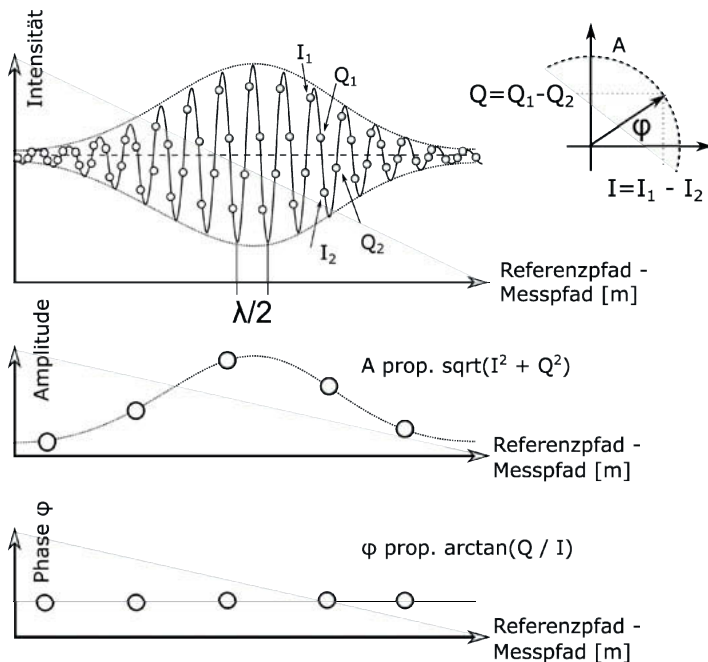 Intensität
I₁
Q₁
I₂
Q₂
λ/2
Referenzpfad -
Messpfad [m]
A
Q=Q₁-Q₂
φ
I=I₁ - I₂
Amplitude
A prop. sqrt(I² + Q²)
Referenzpfad -
Messpfad [m]
Phase φ
φ prop. arctan(Q / I)
Referenzpfad -
Messpfad [m]